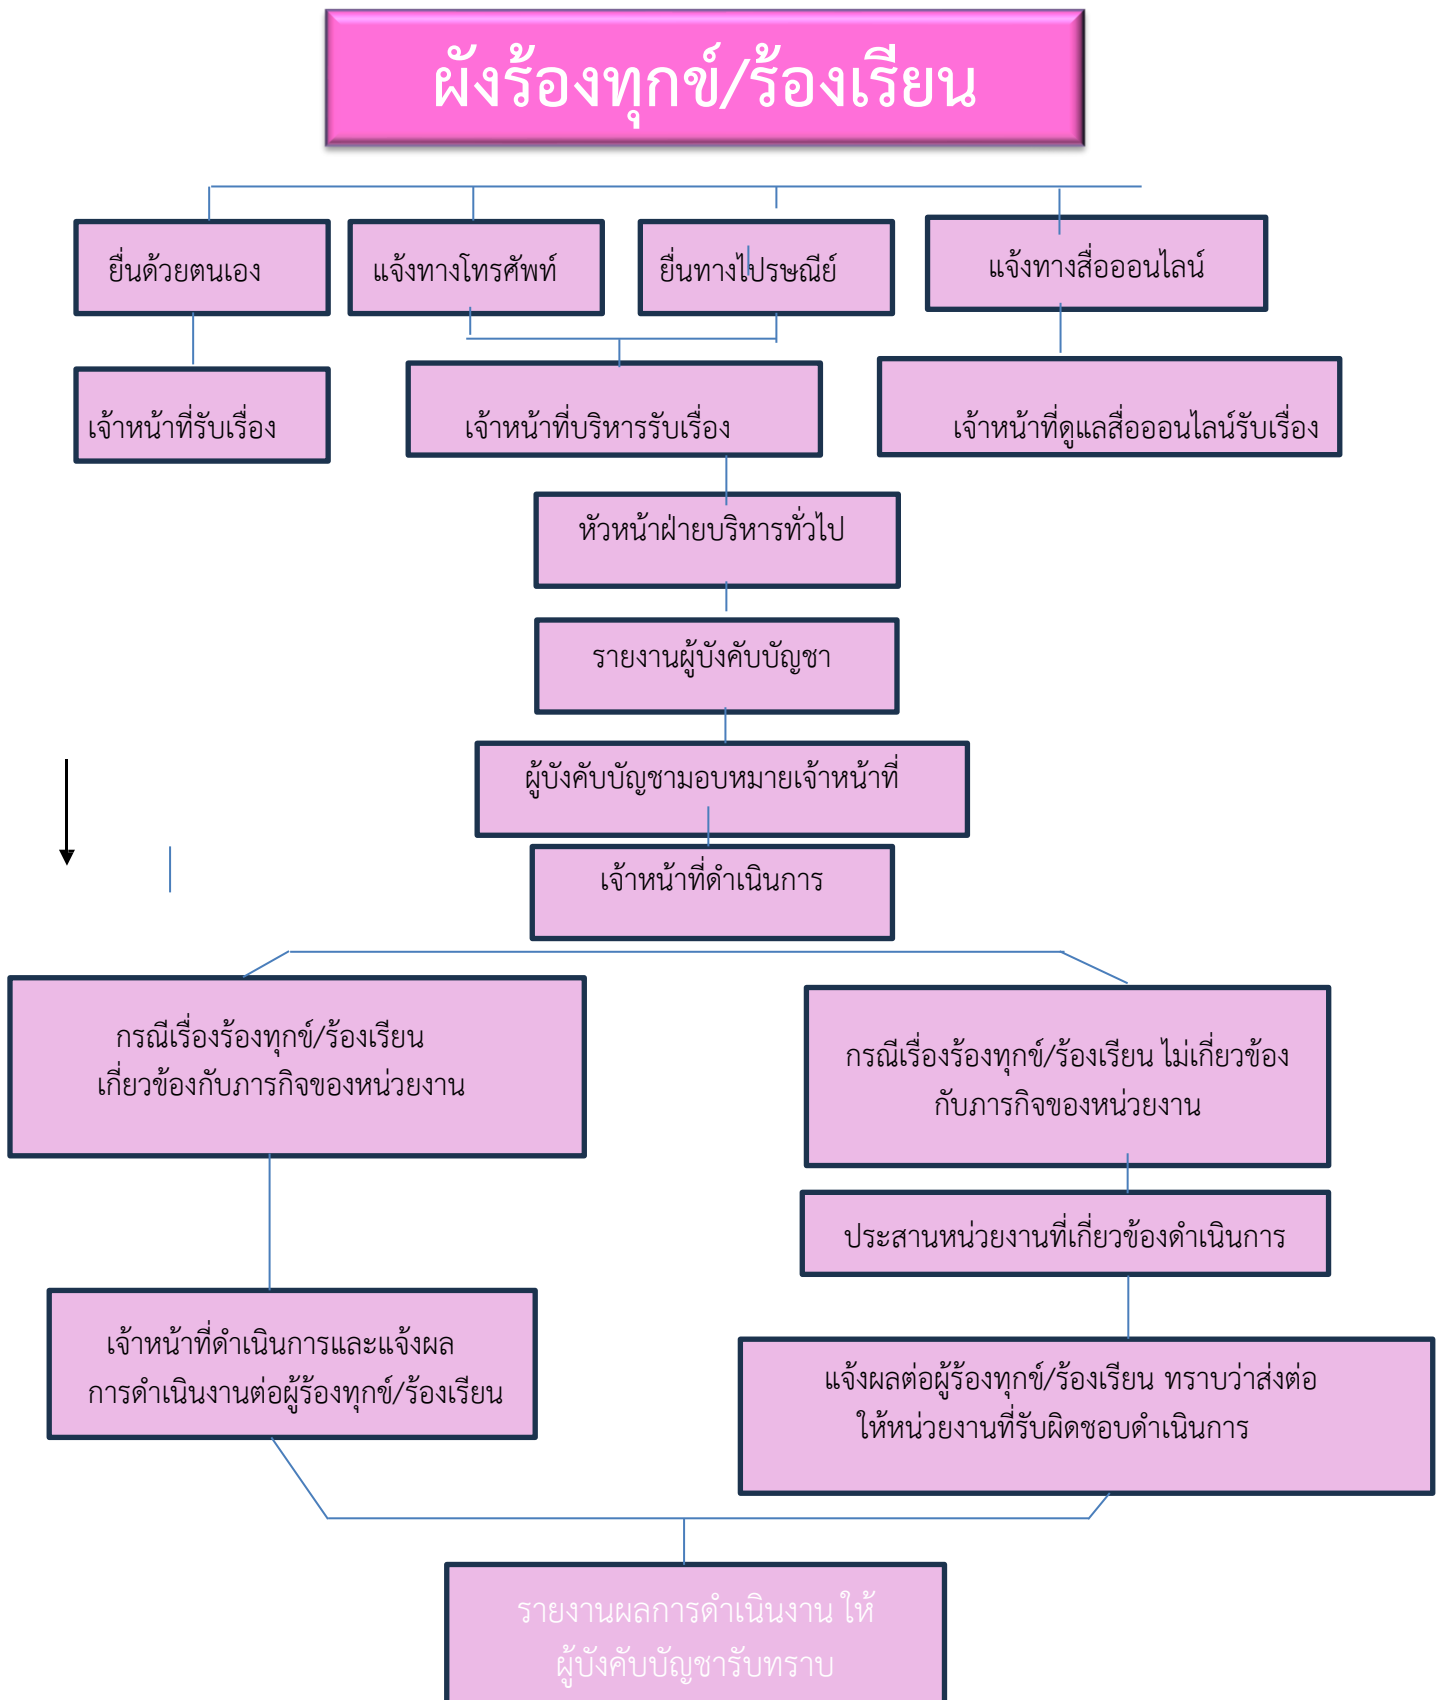 ผังร้องทุกข์/ร้องเรียน
ยื่นด้วยตนเอง
แจ้งทางโทรศัพท์
ยื่นทางไปรษณีย์
แจ้งทางสื่อออนไลน์
เจ้าหน้าที่รับเรื่อง
เจ้าหน้าที่บริหารรับเรื่อง
เจ้าหน้าที่ดูแลสื่อออนไลน์รับเรื่อง
หัวหน้าฝ่ายบริหารทั่วไป
รายงานผู้บังคับบัญชา
ผู้บังคับบัญชามอบหมายเจ้าหน้าที่
เจ้าหน้าที่ดำเนินการ
กรณีเรื่องร้องทุกข์/ร้องเรียน
เกี่ยวข้องกับภารกิจของหน่วยงาน
กรณีเรื่องร้องทุกข์/ร้องเรียน ไม่เกี่ยวข้อง
กับภารกิจของหน่วยงาน
ประสานหน่วยงานที่เกี่ยวข้องดำเนินการ
เจ้าหน้าที่ดำเนินการและแจ้งผล
การดำเนินงานต่อผู้ร้องทุกข์/ร้องเรียน
แจ้งผลต่อผู้ร้องทุกข์/ร้องเรียน ทราบว่าส่งต่อ
ให้หน่วยงานที่รับผิดชอบดำเนินการ
รายงานผลการดำเนินงาน ให้
ผู้บังคับบัญชารับทราบ